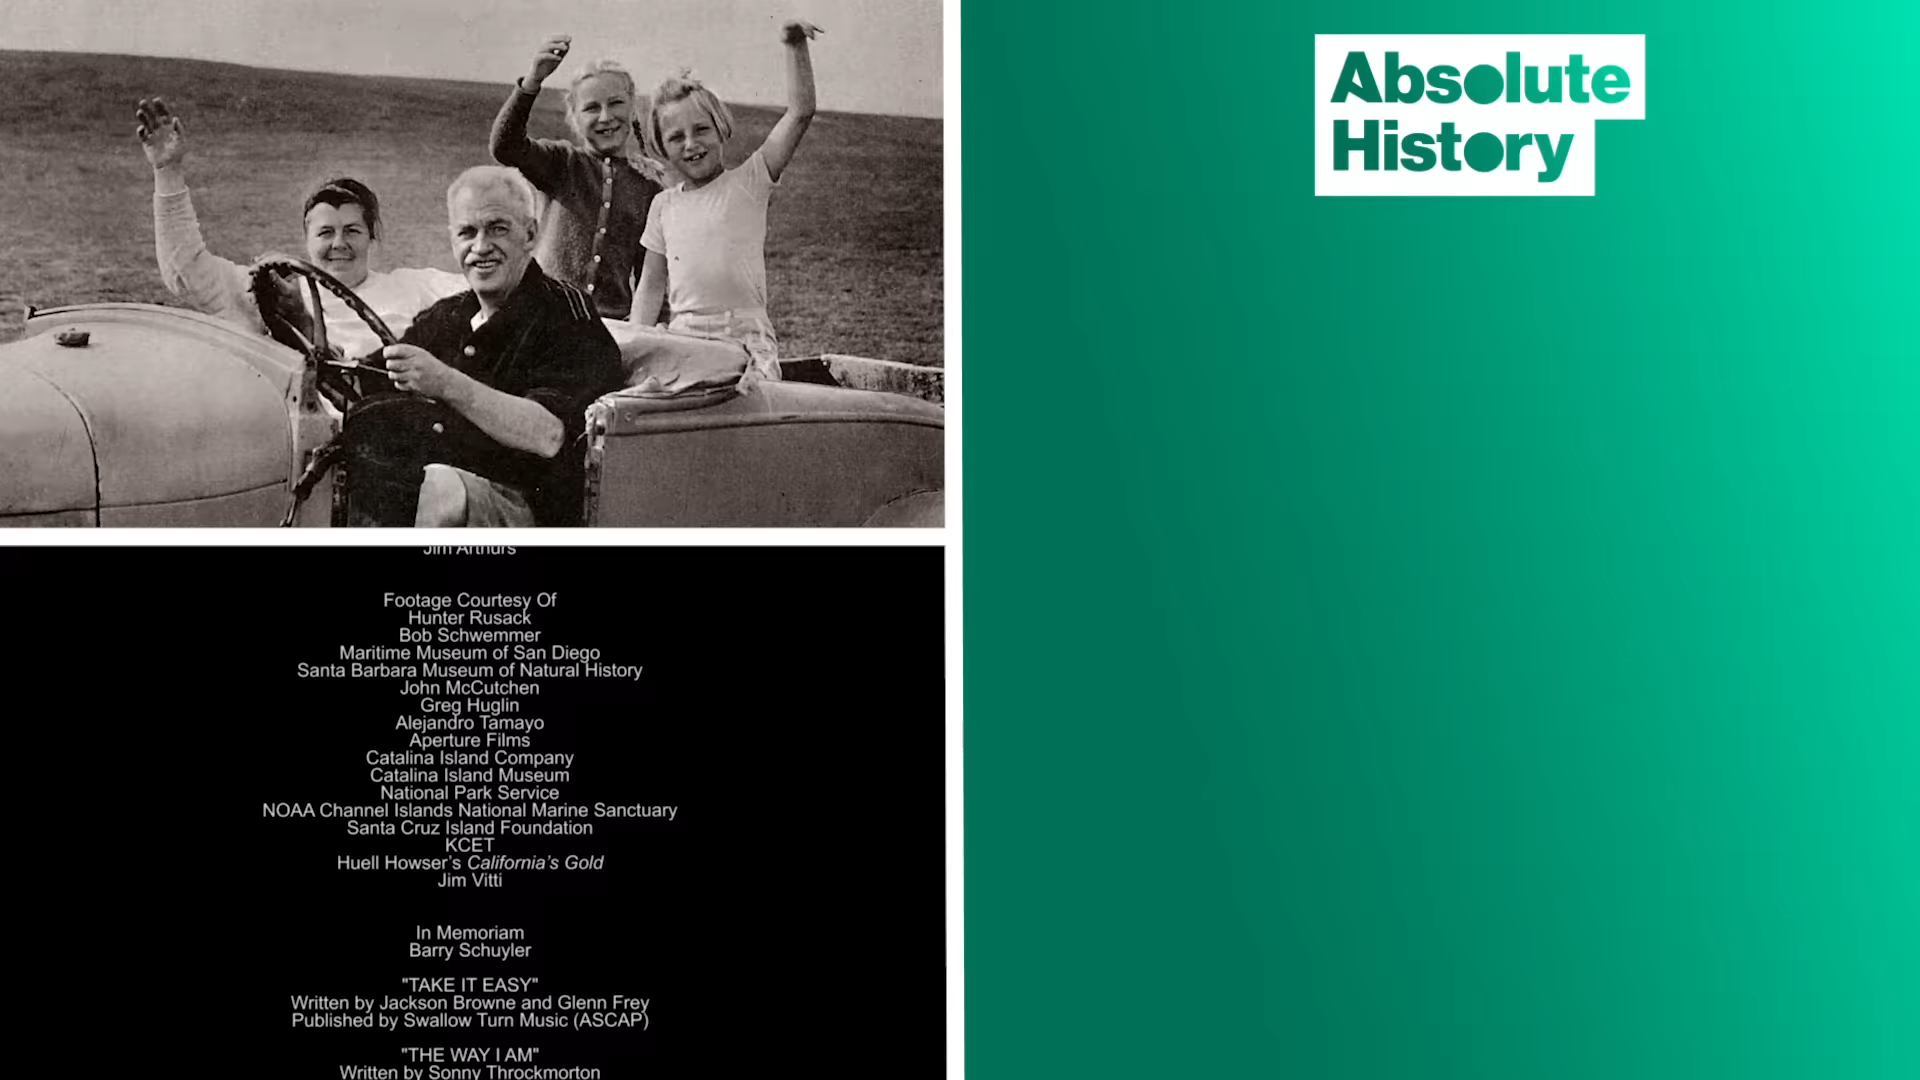 Absolute
History
Jim Arthurs
Footage Courtesy Of
Hunter Rusack
Bob Schwemmer
Maritime Museum of San Diego
Santa Barbara Museum of Natural History
John McCutchen
Greg Huglin
Alejandro Tamayo
Aperture Films
Catalina Island Company
Catalina Island Museum
National Park Service
NOAA Channel Islands National Marine Sanctuary
Santa Cruz Island Foundation
KCET
Huell Howser’s California’s Gold
Jim Vitti
In Memoriam
Barry Schuyler
"TAKE IT EASY"
Written by Jackson Browne and Glenn Frey
Published by Swallow Turn Music (ASCAP)
"THE WAY I AM"
Written by Sonny Throckmorton